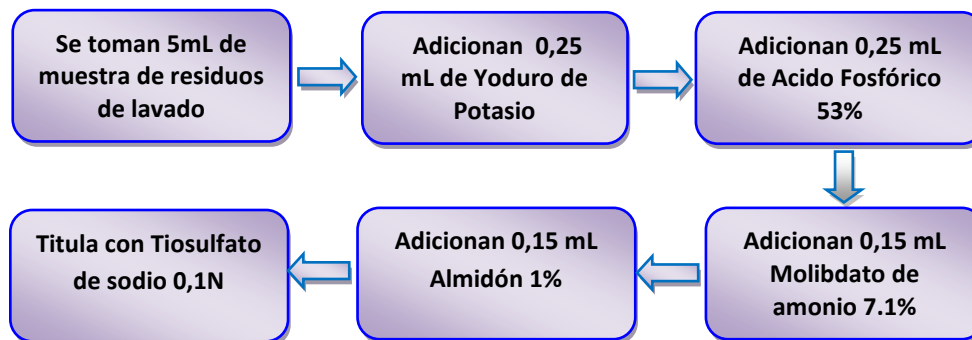 Se toman 5mL de
muestra de residuos
de lavado
Adicionan 0,25
mL de Yoduro de
Potasio
Adicionan 0,25 mL
de Acido Fosfórico
53%
Adicionan 0,15 mL
Molibdato de
amonio 7.1%
Adicionan 0,15 mL
Almidón 1%
Titula con Tiosulfato
de sodio 0,1N